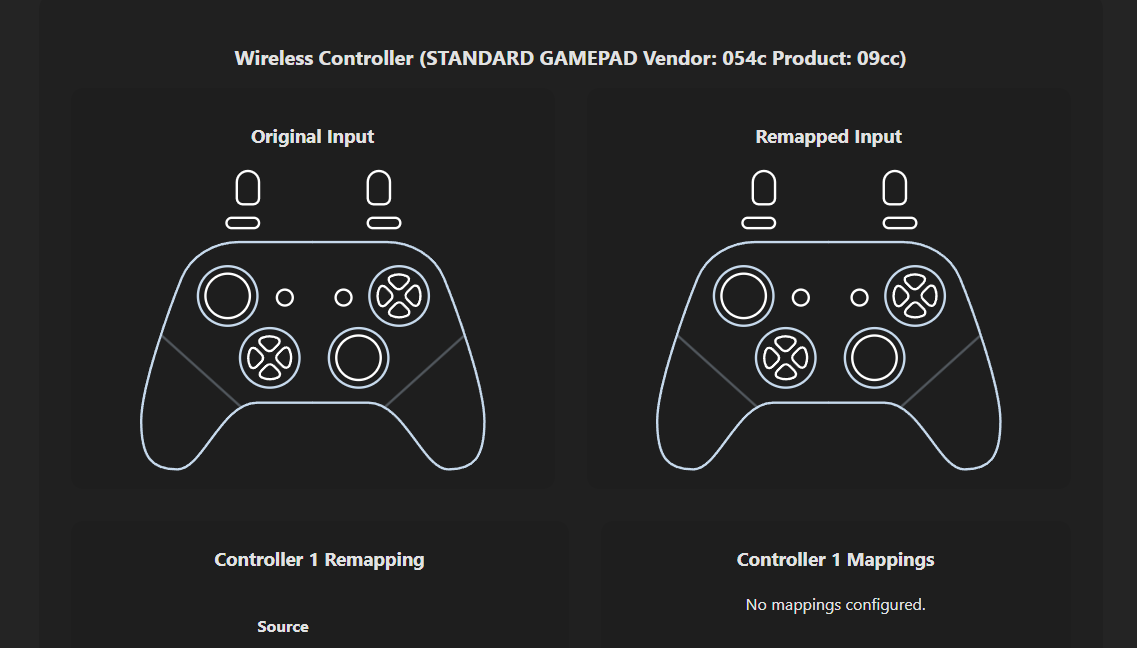 Wireless Controller (STANDARD GAMEPAD Vendor: 054c Product: 09cc)
Original Input
Remapped Input
Controller 1 Remapping
Controller 1 Mappings
No mappings configured.
Source